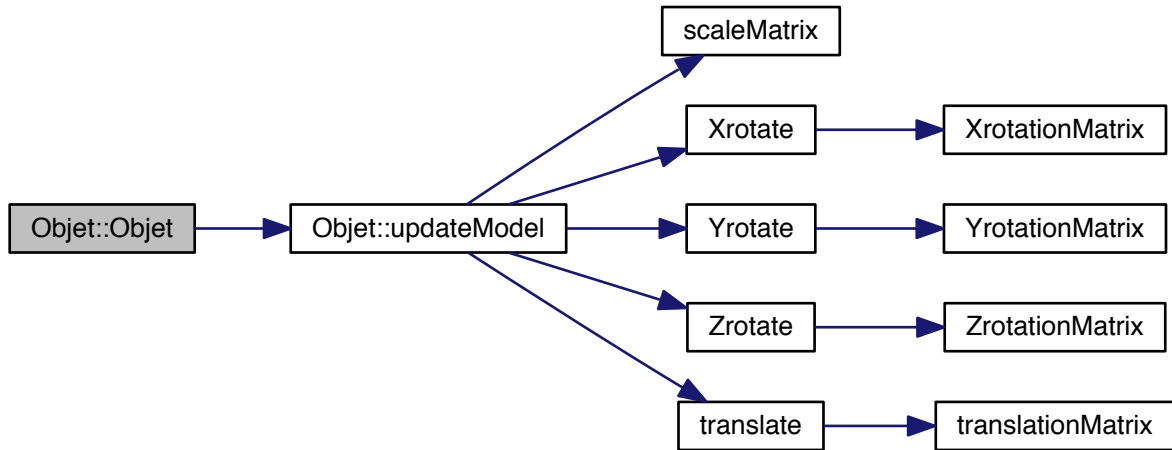 scaleMatrix
Xrotate
XrotationMatrix
Objet::Objet
Objet::updateModel
Yrotate
YrotationMatrix
Zrotate
ZrotationMatrix
translate
translationMatrix